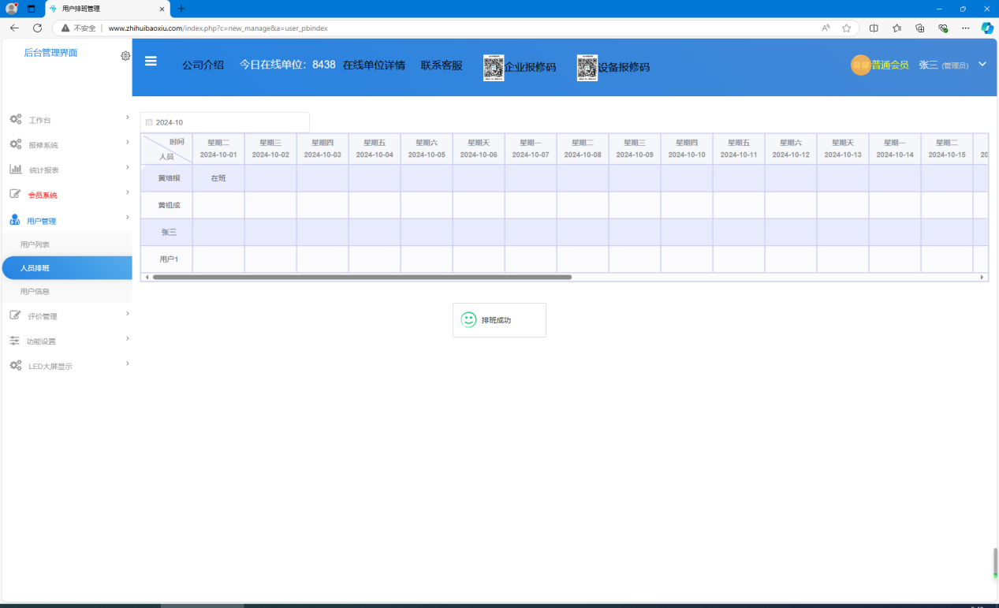 用户排班管理
不安全 | www.zhihuibaoxiu.com/index.php?c=new_manage&a=user_pbindex
后台管理界面
公司介绍 今日在线单位：8438 在线单位详情 联系客服 企业报修码 设备报修码 普通会员 张三 (管理员)
工作台
报修系统
统计报表
会员系统
用户管理
用户列表
人员排班
用户信息
评价管理
功能设置
LED大屏显示
2024-10
时间 星期二 星期三 星期四 星期五 星期六 星期天 星期一 星期二 星期三 星期四 星期五 星期六 星期天 星期一 星期二
人员 2024-10-01 2024-10-02 2024-10-03 2024-10-04 2024-10-05 2024-10-06 2024-10-07 2024-10-08 2024-10-09 2024-10-10 2024-10-11 2024-10-12 2024-10-13 2024-10-14 2024-10-15 20
黄培根 在班
黄祖成
张三
用户1
排班成功